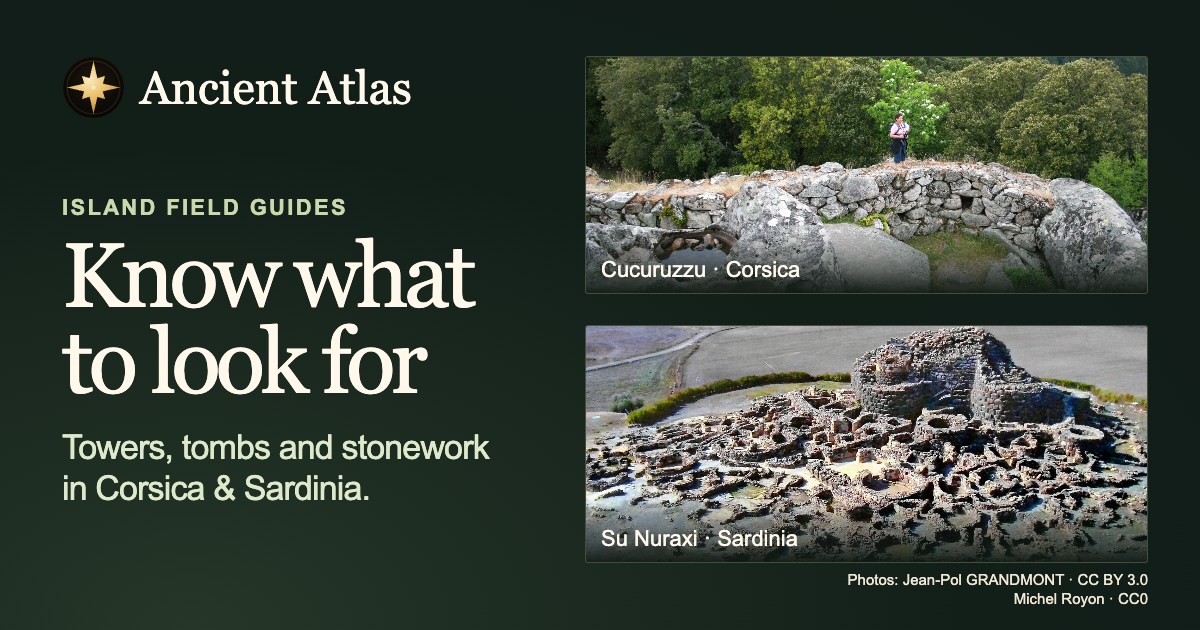 Ancient Atlas
ISLAND FIELD GUIDES
Know what
to look for
Towers, tombs and stonework
in Corsica & Sardinia.
Cucuruzzu · Corsica
Su Nuraxi · Sardinia
Photos: Jean-Pol GRANDMONT · CC BY 3.0
Michel Royon · CC0